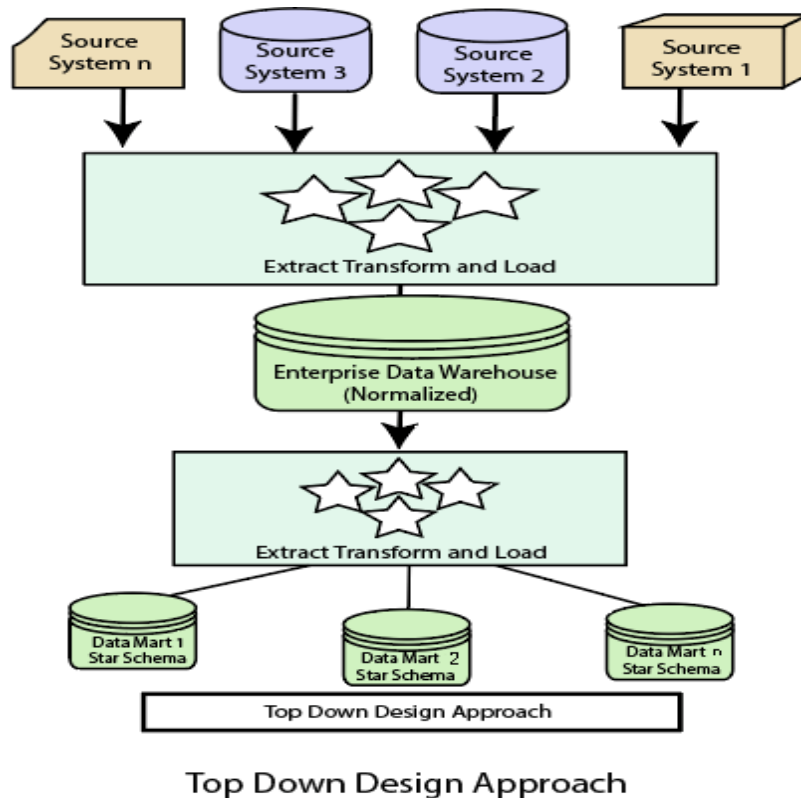 Source
System n
Source
System 3
Source
System 2
Source
System 1
Extract Transform and Load
Enterprise Data Warehouse
(Normalized)
Extract Transform and Load
Data Mart 1
Star Schema
Data Mart 2
Star Schema
Data Mart n
Star Schema
Top Down Design Approach
Top Down Design Approach